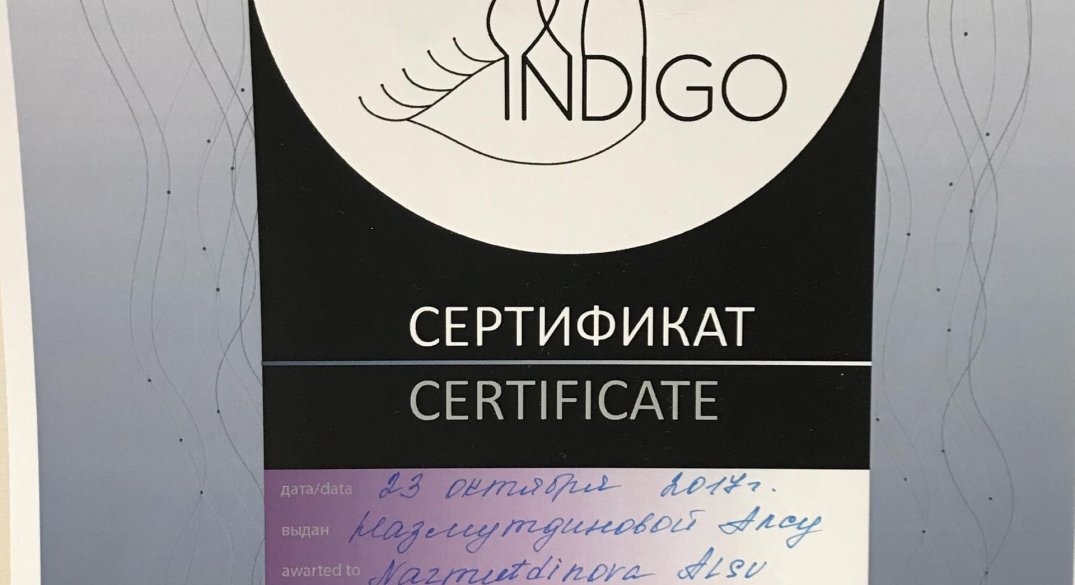 INDIGO
СЕРТИФИКАТ
CERTIFICATE
дата/data 23 октября 2017г.
выдан Назмутдиновой Алсу
awarted to Nazmutdinova Alsu